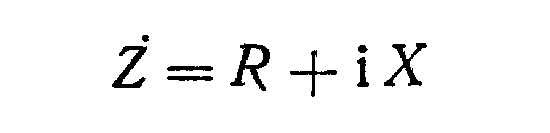 Ż = R + i X